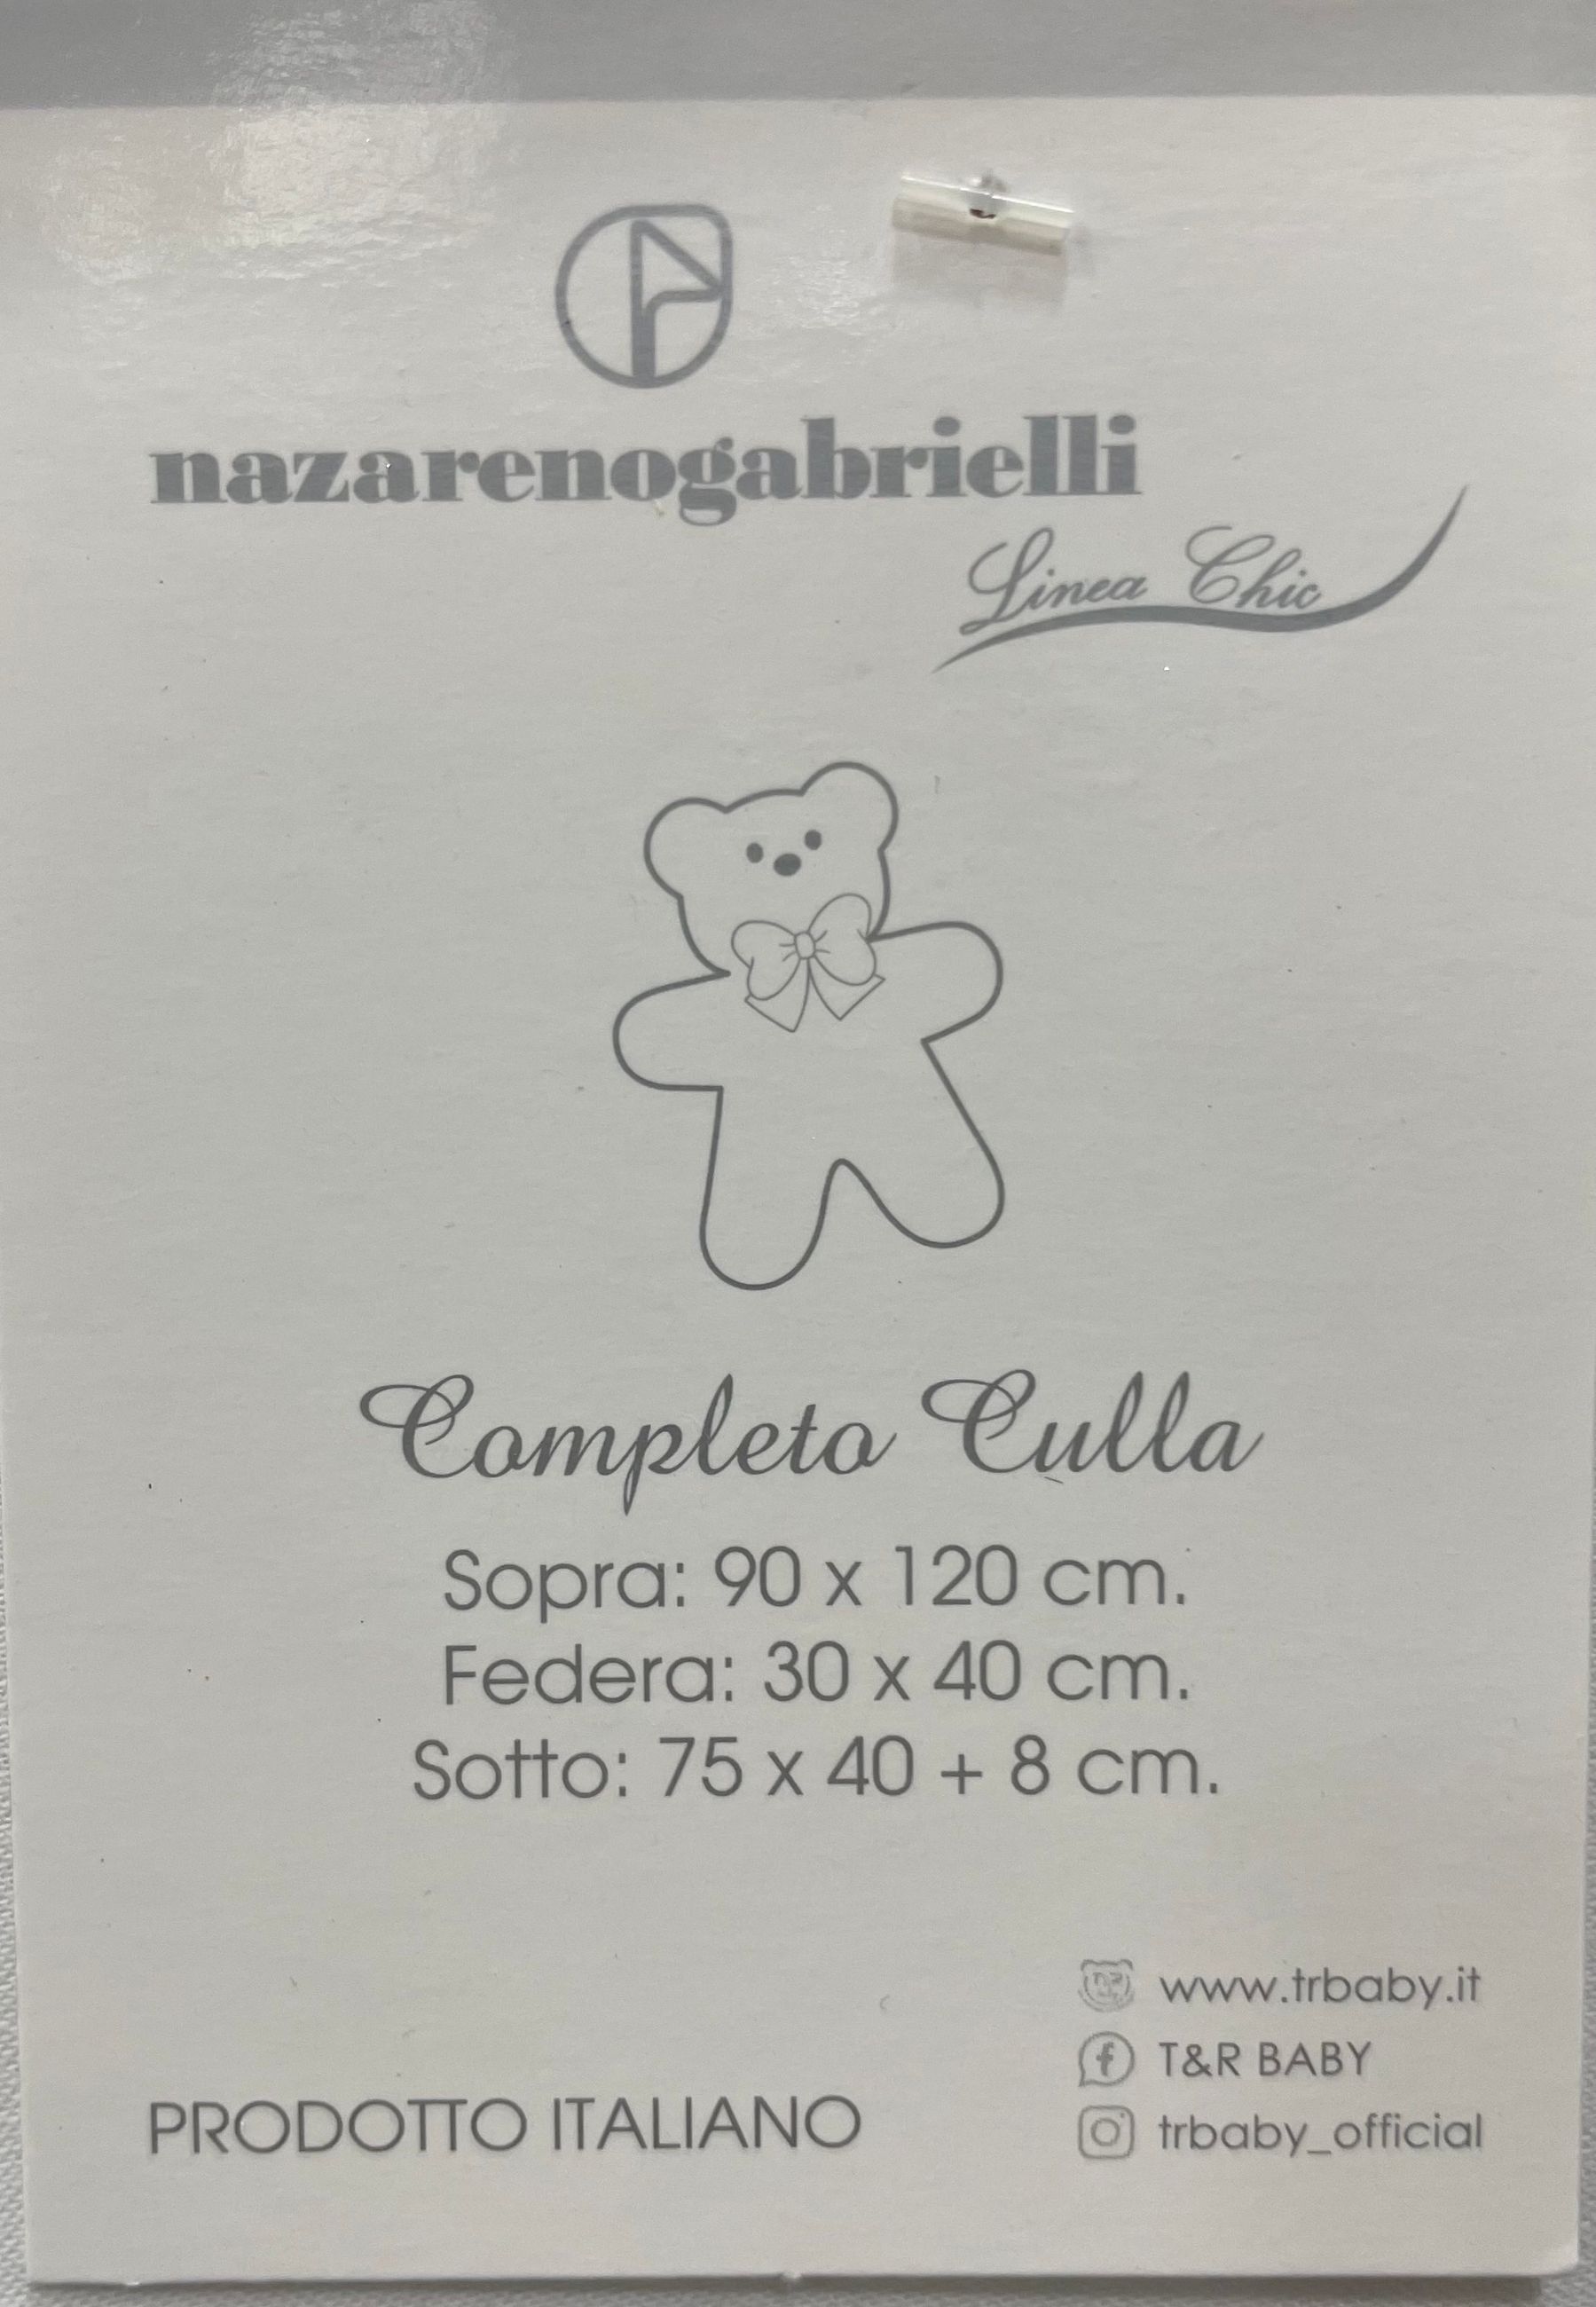 nazarenogabrielli
Linea Chic
Completo Culla
Sopra: 90 x 120 cm.
Federa: 30 x 40 cm.
Sotto: 75 x 40 + 8 cm.
www.trbaby.it
T&R BABY
trbaby_official
PRODOTTO ITALIANO